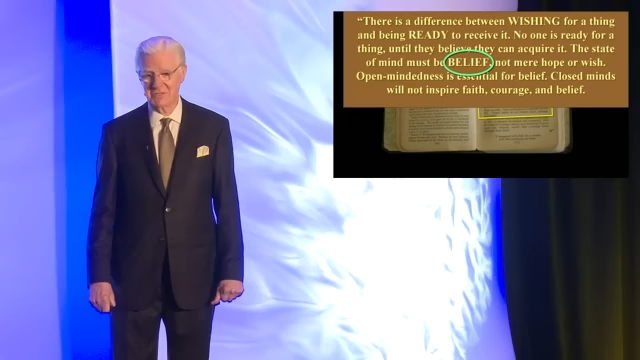 “There is a difference between WISHING for a thing
and being READY to receive it. No one is ready for a
thing, until they believe they can acquire it. The state
of mind must be BELIEF, not mere hope or wish.
Open-mindedness is essential for belief. Closed minds
will not inspire faith, courage, and belief.